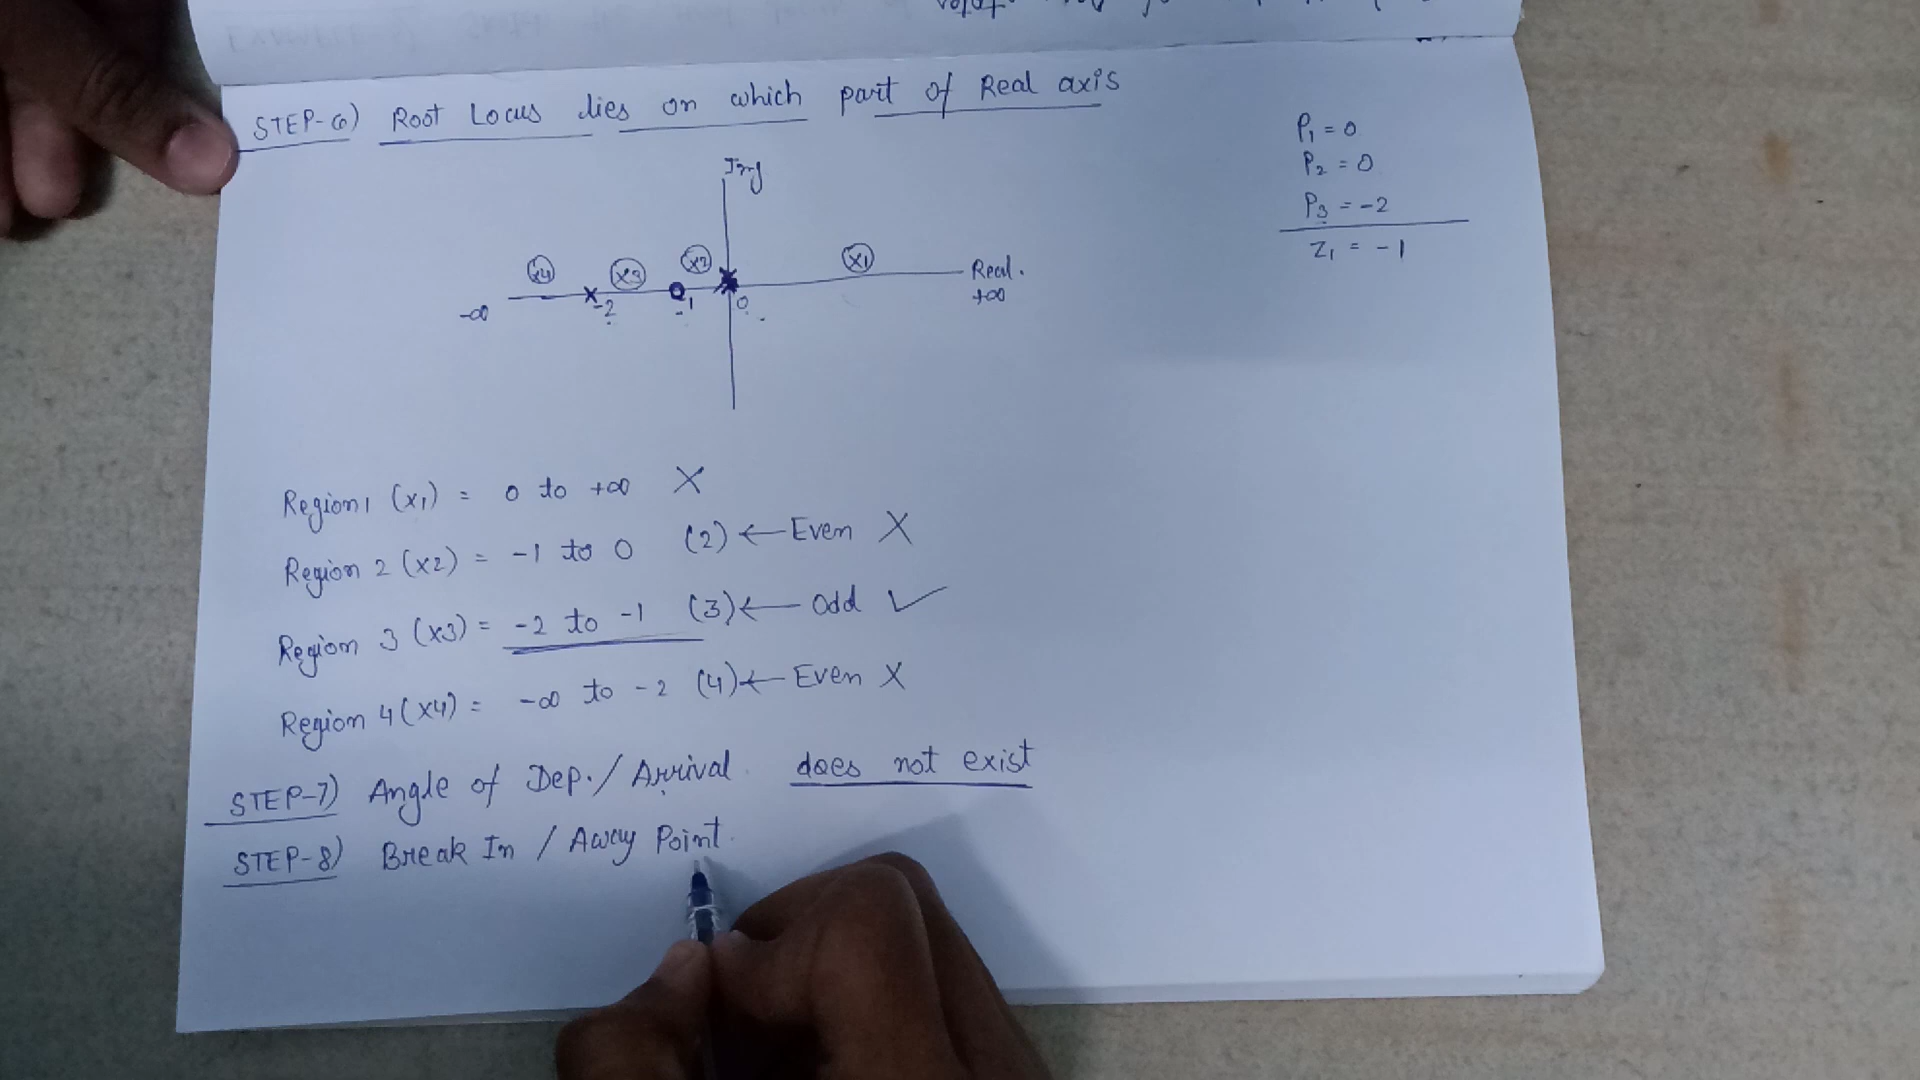 STEP-6) Root Locus lies on which part of Real axis
P1 = 0
P2 = 0
P3 = -2
Z1 = -1
Img
x4 x3 x2 x1
Real.
-∞ -2 -1 0 +∞
Region 1 (x1) = 0 to +∞ X
Region 2 (x2) = -1 to 0 (2) ← Even X
Region 3 (x3) = -2 to -1 (3) ← Odd ✓
Region 4 (x4) = -∞ to -2 (4) ← Even X
STEP-7) Angle of Dep./Arrival does not exist
STEP-8) Break In / Away Point